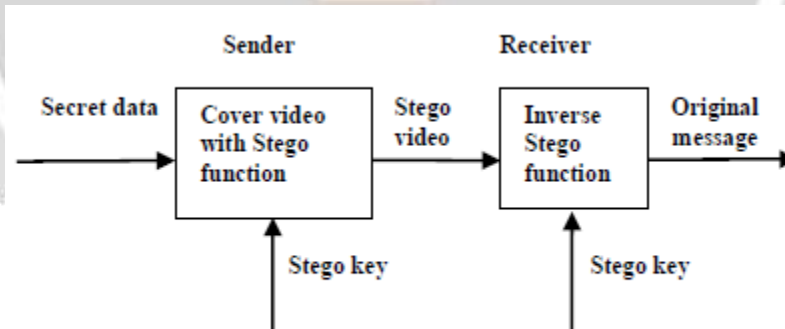 Sender
Receiver
Secret data
Cover video
with Stego
function
Stego
video
Inverse
Stego
function
Original
message
Stego key
Stego key